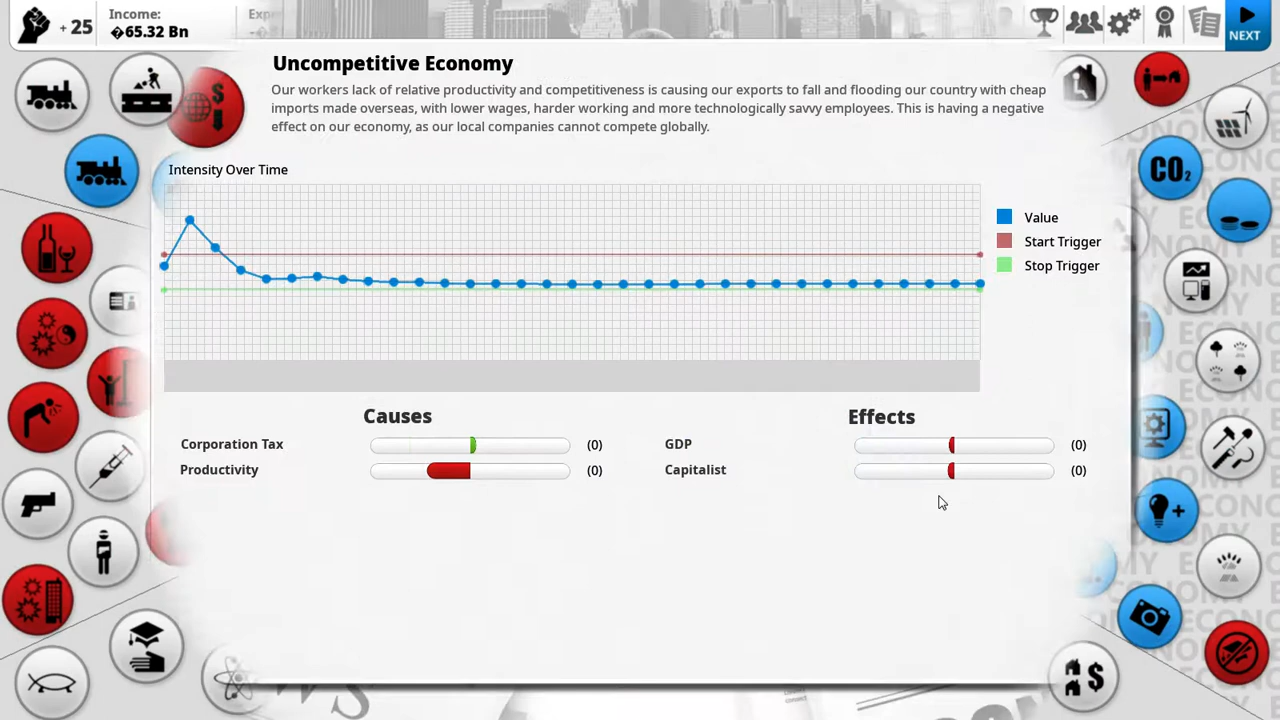 + 25
Income:
�65.32 Bn
Exp
NEXT
Uncompetitive Economy
Our workers lack of relative productivity and competitiveness is causing our exports to fall and flooding our country with cheap
imports made overseas, with lower wages, harder working and more technologically savvy employees. This is having a negative
effect on our economy, as our local companies cannot compete globally.
Intensity Over Time
Value
Start Trigger
Stop Trigger
CO₂
Causes
Effects
Corporation Tax (0)
GDP (0)
Productivity (0)
Capitalist (0)